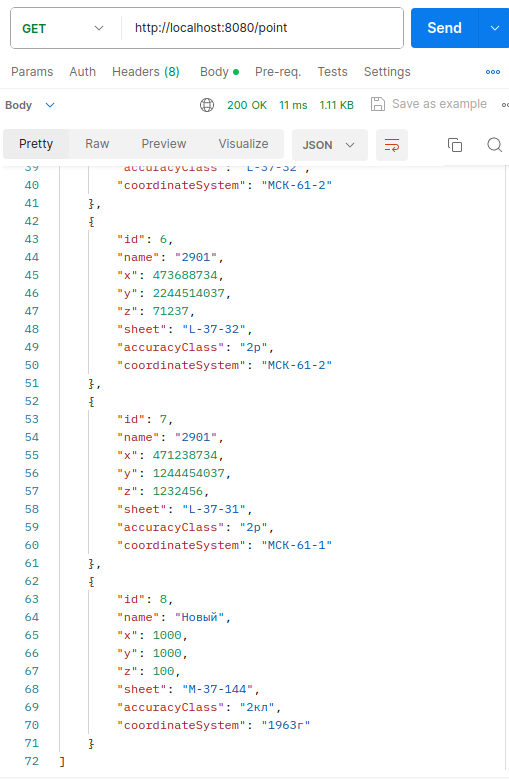 GET http://localhost:8080/point Send
Params Auth Headers (8) Body Pre-req. Tests Settings
Body 200 OK 11 ms 1.11 KB Save as example
Pretty Raw Preview Visualize JSON
39 "accuracyClass": "L-37-32",
40 "coordinateSystem": "МСК-61-2"
41 },
42 {
43 "id": 6,
44 "name": "2901",
45 "x": 473688734,
46 "y": 2244514037,
47 "z": 71237,
48 "sheet": "L-37-32",
49 "accuracyClass": "2р",
50 "coordinateSystem": "МСК-61-2"
51 },
52 {
53 "id": 7,
54 "name": "2901",
55 "x": 471238734,
56 "y": 1244454037,
57 "z": 1232456,
58 "sheet": "L-37-31",
59 "accuracyClass": "2р",
60 "coordinateSystem": "МСК-61-1"
61 },
62 {
63 "id": 8,
64 "name": "Новый",
65 "x": 1000,
66 "y": 1000,
67 "z": 100,
68 "sheet": "М-37-144",
69 "accuracyClass": "2кл",
70 "coordinateSystem": "1963г"
71 }
72 ]